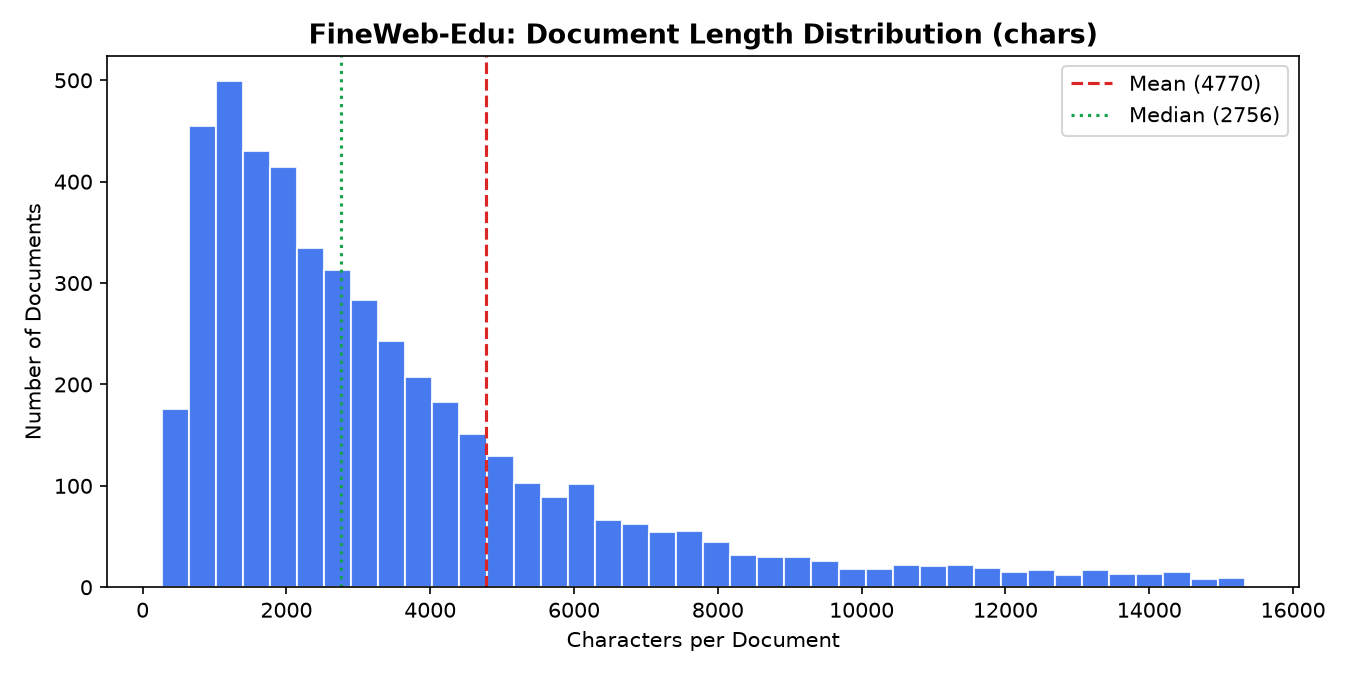 FineWeb-Edu: Document Length Distribution (chars)
Mean (4770)
Median (2756)
500
400
300
200
100
0
Number of Documents
0 2000 4000 6000 8000 10000 12000 14000 16000
Characters per Document